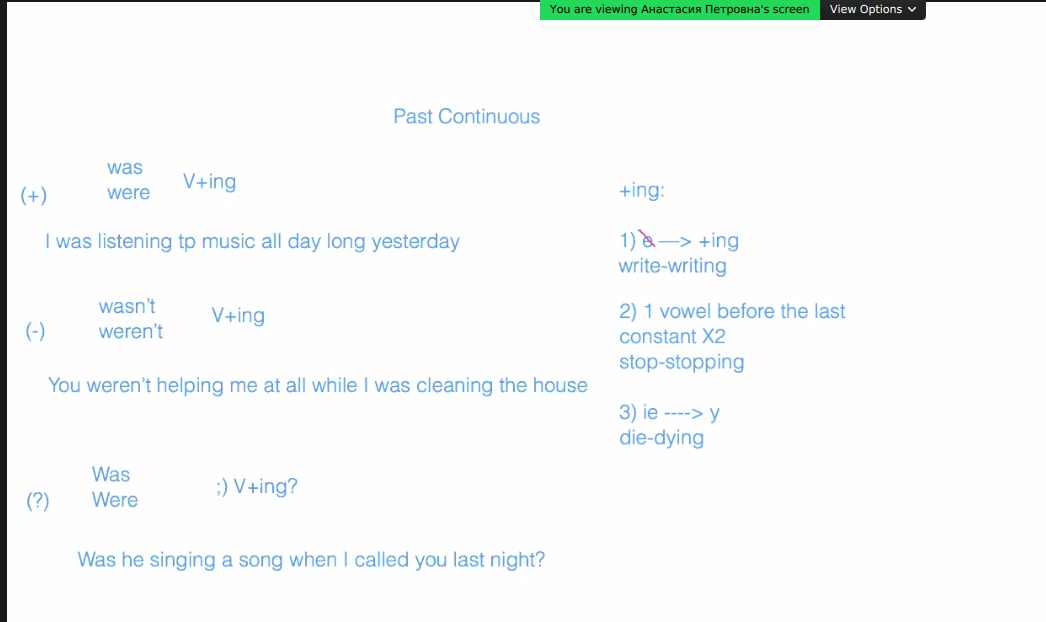 You are viewing Анастасия Петровна's screen View Options
Past Continuous
was
were
V+ing
(+)
I was listening tp music all day long yesterday
wasn't
weren't
V+ing
(-)
You weren't helping me at all while I was cleaning the house
Was
Were
;) V+ing?
(?)
Was he singing a song when I called you last night?
+ing:
1) e —> +ing
write-writing
2) 1 vowel before the last
constant X2
stop-stopping
3) ie ----> y
die-dying